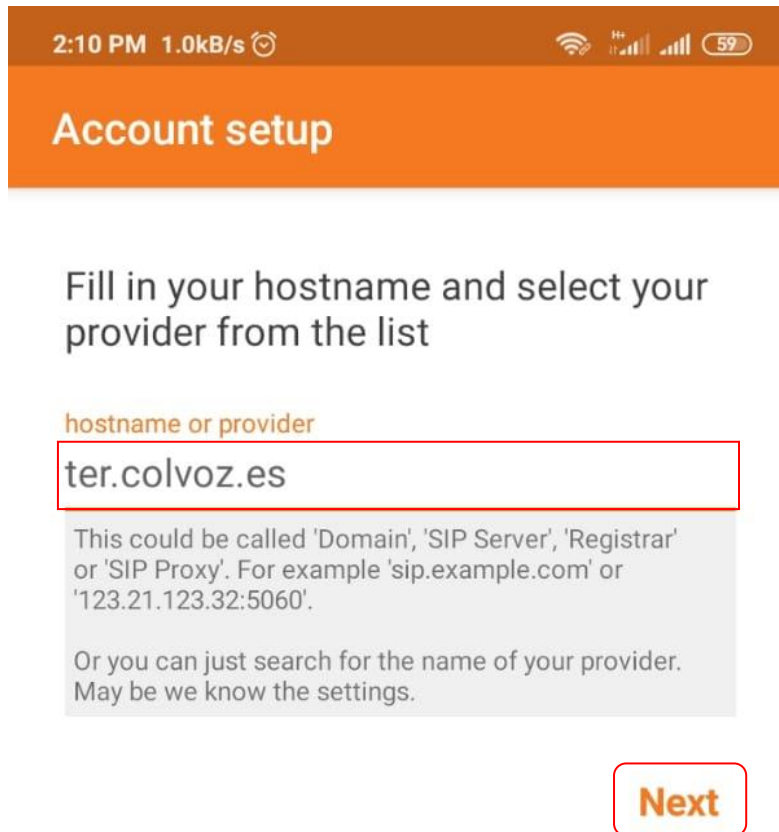 2:10 PM 1.0kB/s H+ 59
Account setup
Fill in your hostname and select your
provider from the list
hostname or provider
ter.colvoz.es
This could be called 'Domain', 'SIP Server', 'Registrar'
or 'SIP Proxy'. For example 'sip.example.com' or
'123.21.123.32:5060'.
Or you can just search for the name of your provider.
May be we know the settings.
Next